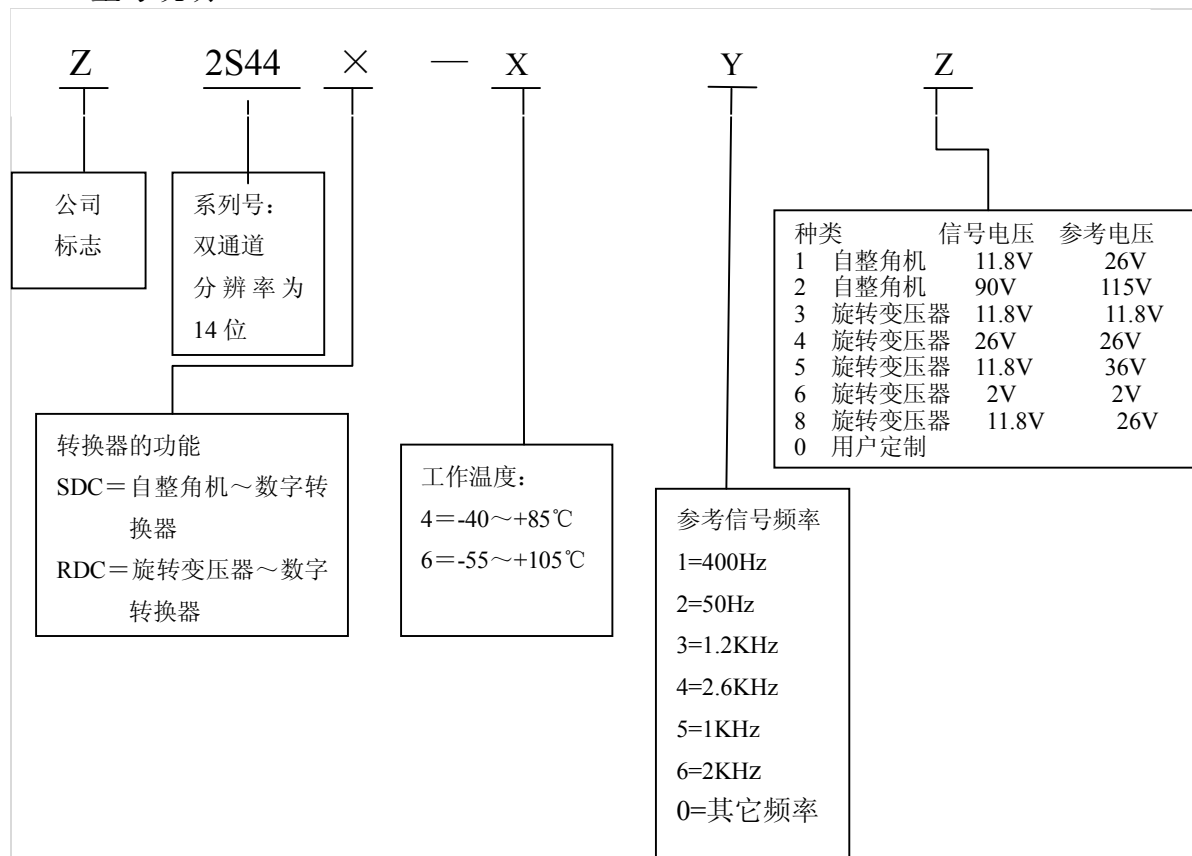 Z 2S44 × — X Y Z
公司
标志
系列号：
双通道
分辨率为
14位
种类 信号电压 参考电压
1 自整角机 11.8V 26V
2 自整角机 90V 115V
3 旋转变压器 11.8V 11.8V
4 旋转变压器 26V 26V
5 旋转变压器 11.8V 36V
6 旋转变压器 2V 2V
8 旋转变压器 11.8V 26V
0 用户定制
转换器的功能
SDC＝自整角机～数字转
换器
RDC＝旋转变压器～数字
转换器
工作温度：
4＝-40～+85℃
6＝-55～+105℃
参考信号频率
1=400Hz
2=50Hz
3=1.2KHz
4=2.6KHz
5=1KHz
6=2KHz
0=其它频率